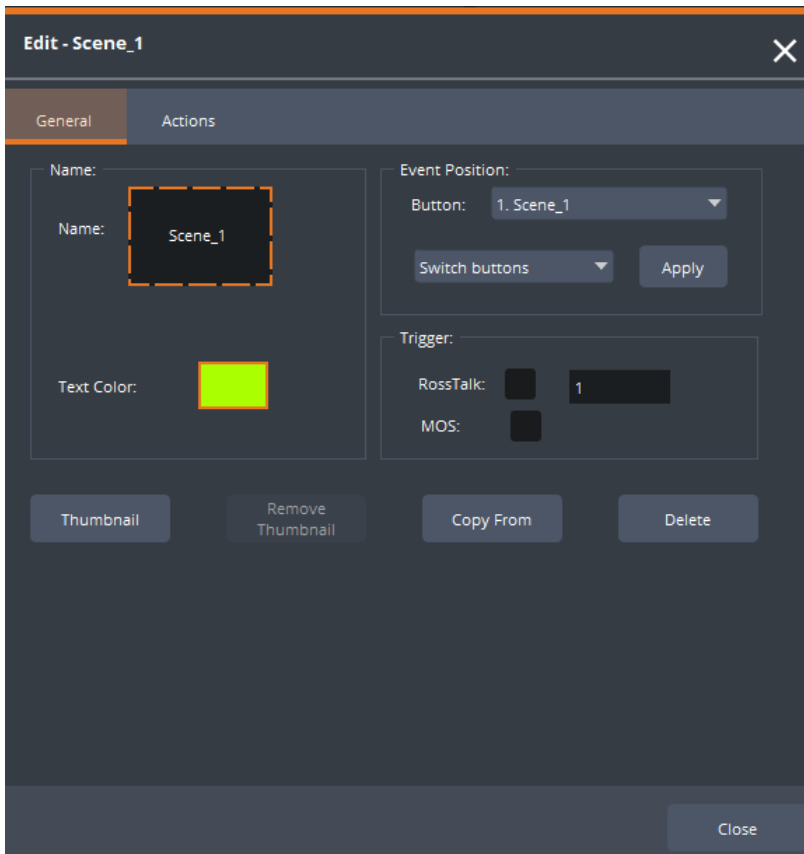 Edit - Scene_1
General
Actions
Name:
Name:
Scene_1
Text Color:
Event Position:
Button:
1. Scene_1
Switch buttons
Apply
Trigger:
RossTalk:
1
MOS:
Thumbnail
Remove
Thumbnail
Copy From
Delete
Close